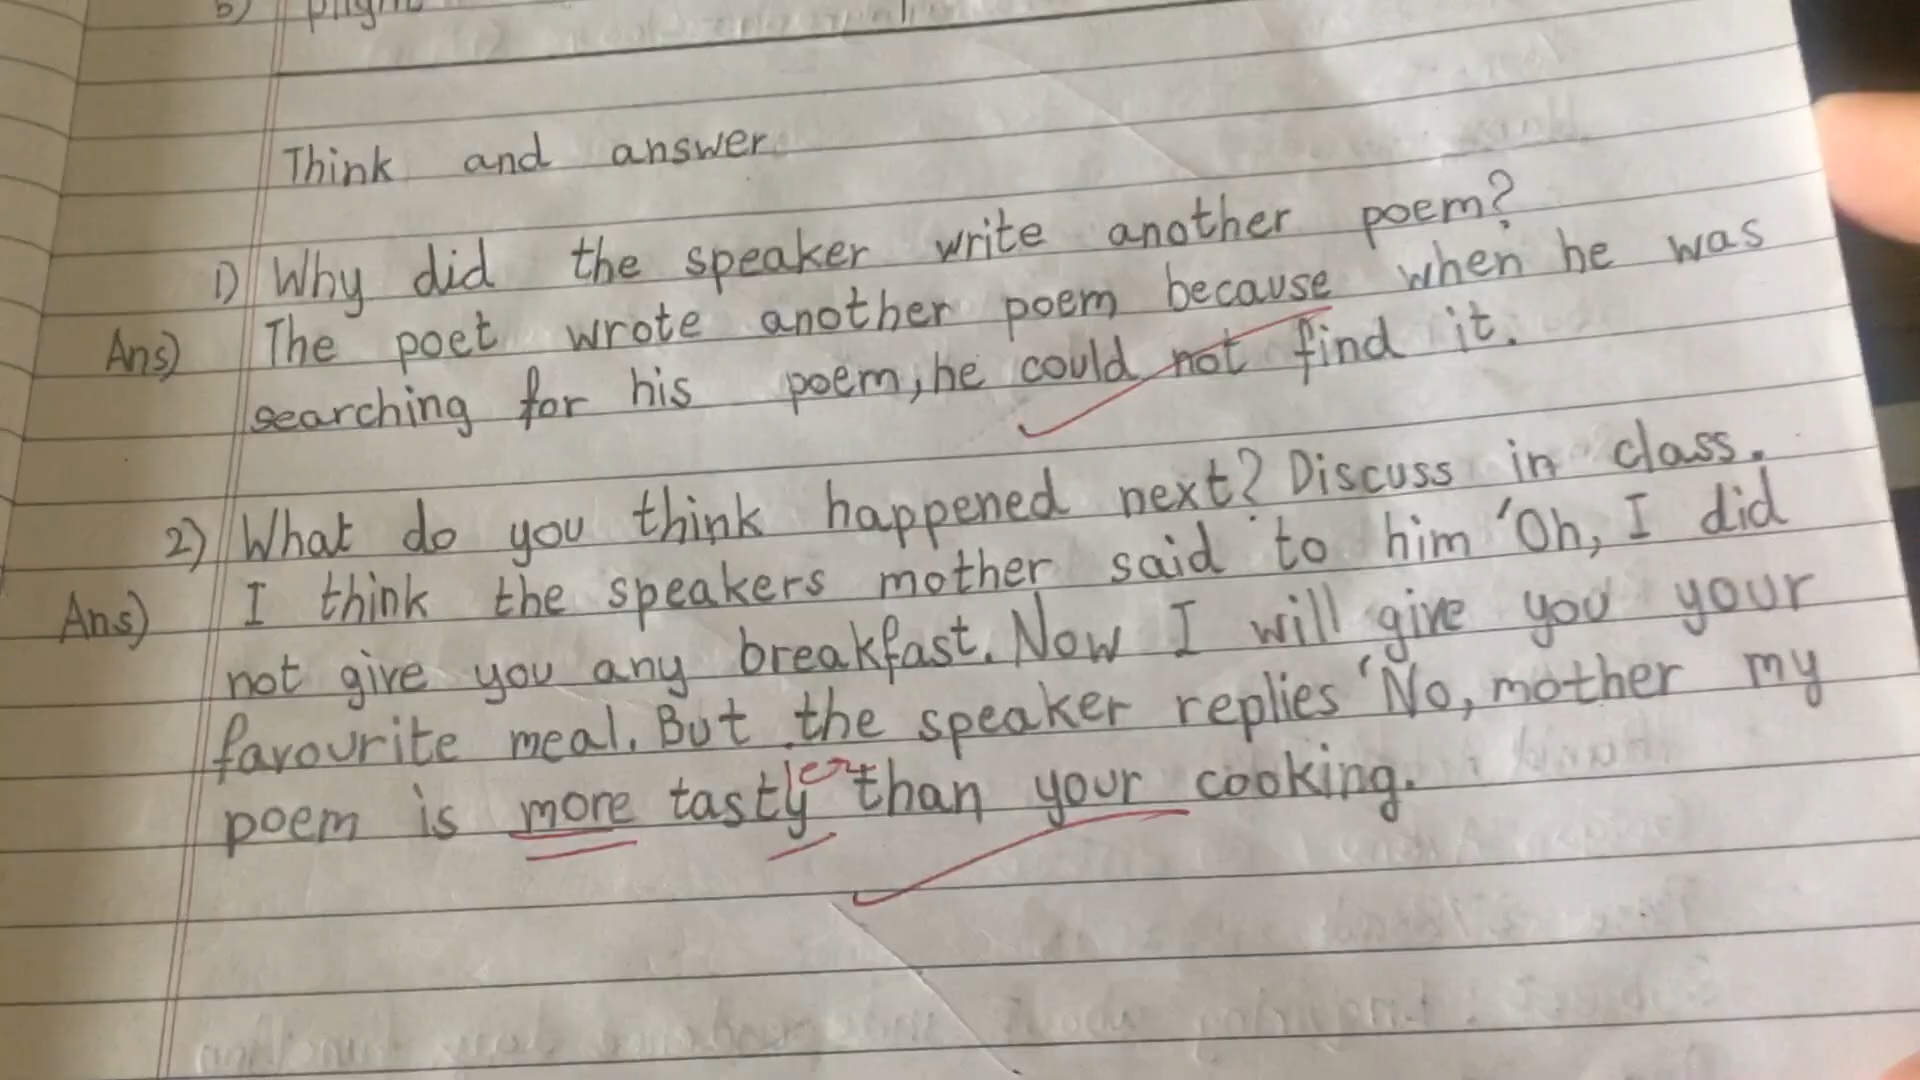 b) plight
Think and answer
1) Why did the speaker write another poem?
Ans) The poet wrote another poem because when he was
searching for his poem, he could not find it.
2) What do you think happened next? Discuss in class.
Ans) I think the speakers mother said to him 'Oh, I did
not give you any breakfast. Now I will give you your
favourite meal. But the speaker replies 'No, mother my
ier
poem is more tasty than your cooking.